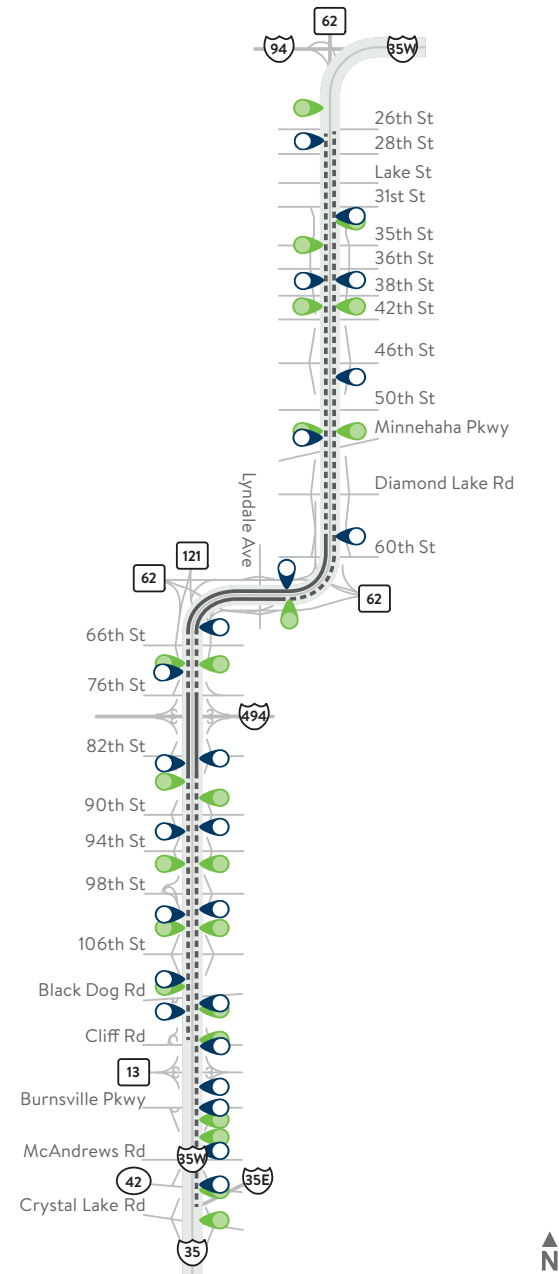 62
94
35W
26th St
28th St
Lake St
31st St
35th St
36th St
38th St
42th St
46th St
50th St
Minnehaha Pkwy
Diamond Lake Rd
60th St
Lyndale Ave
121
62
62
66th St
76th St
494
82th St
90th St
94th St
98th St
106th St
Black Dog Rd
Cliff Rd
13
Burnsville Pkwy
McAndrews Rd
35W
42
35E
Crystal Lake Rd
35
N